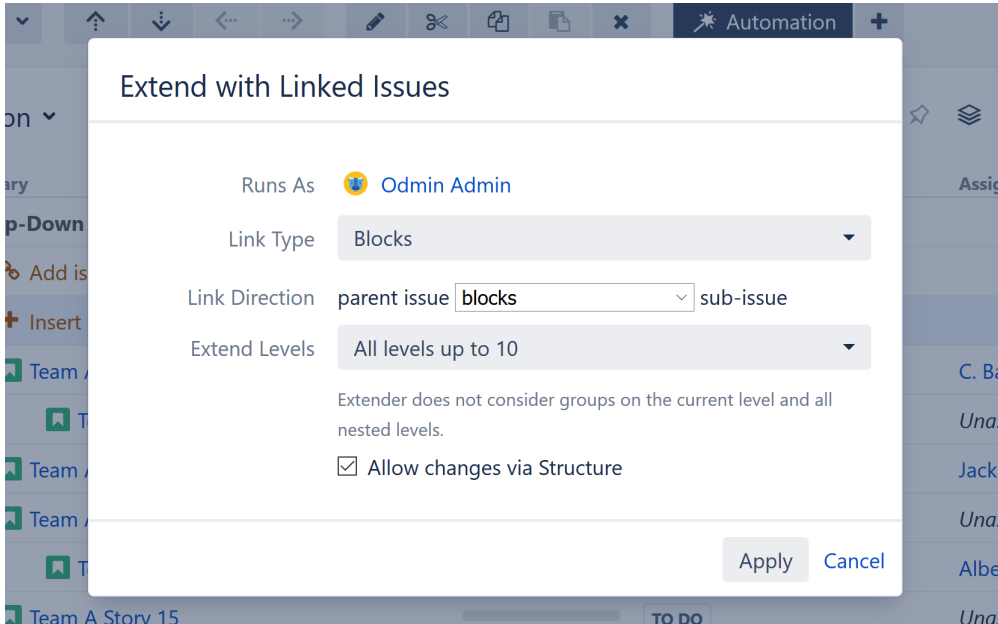 Automation
Extend with Linked Issues
on
Runs As Odmin Admin
ary
Assig
Link Type Blocks
p-Down
Add is
Link Direction parent issue blocks sub-issue
Insert
Extend Levels All levels up to 10
Team A
C. Ba
Extender does not consider groups on the current level and all
nested levels.
T
Una
Allow changes via Structure
Team A
Jack
Team A
Una
Apply Cancel
T
Albe
Team A Story 15
TO DO
Una